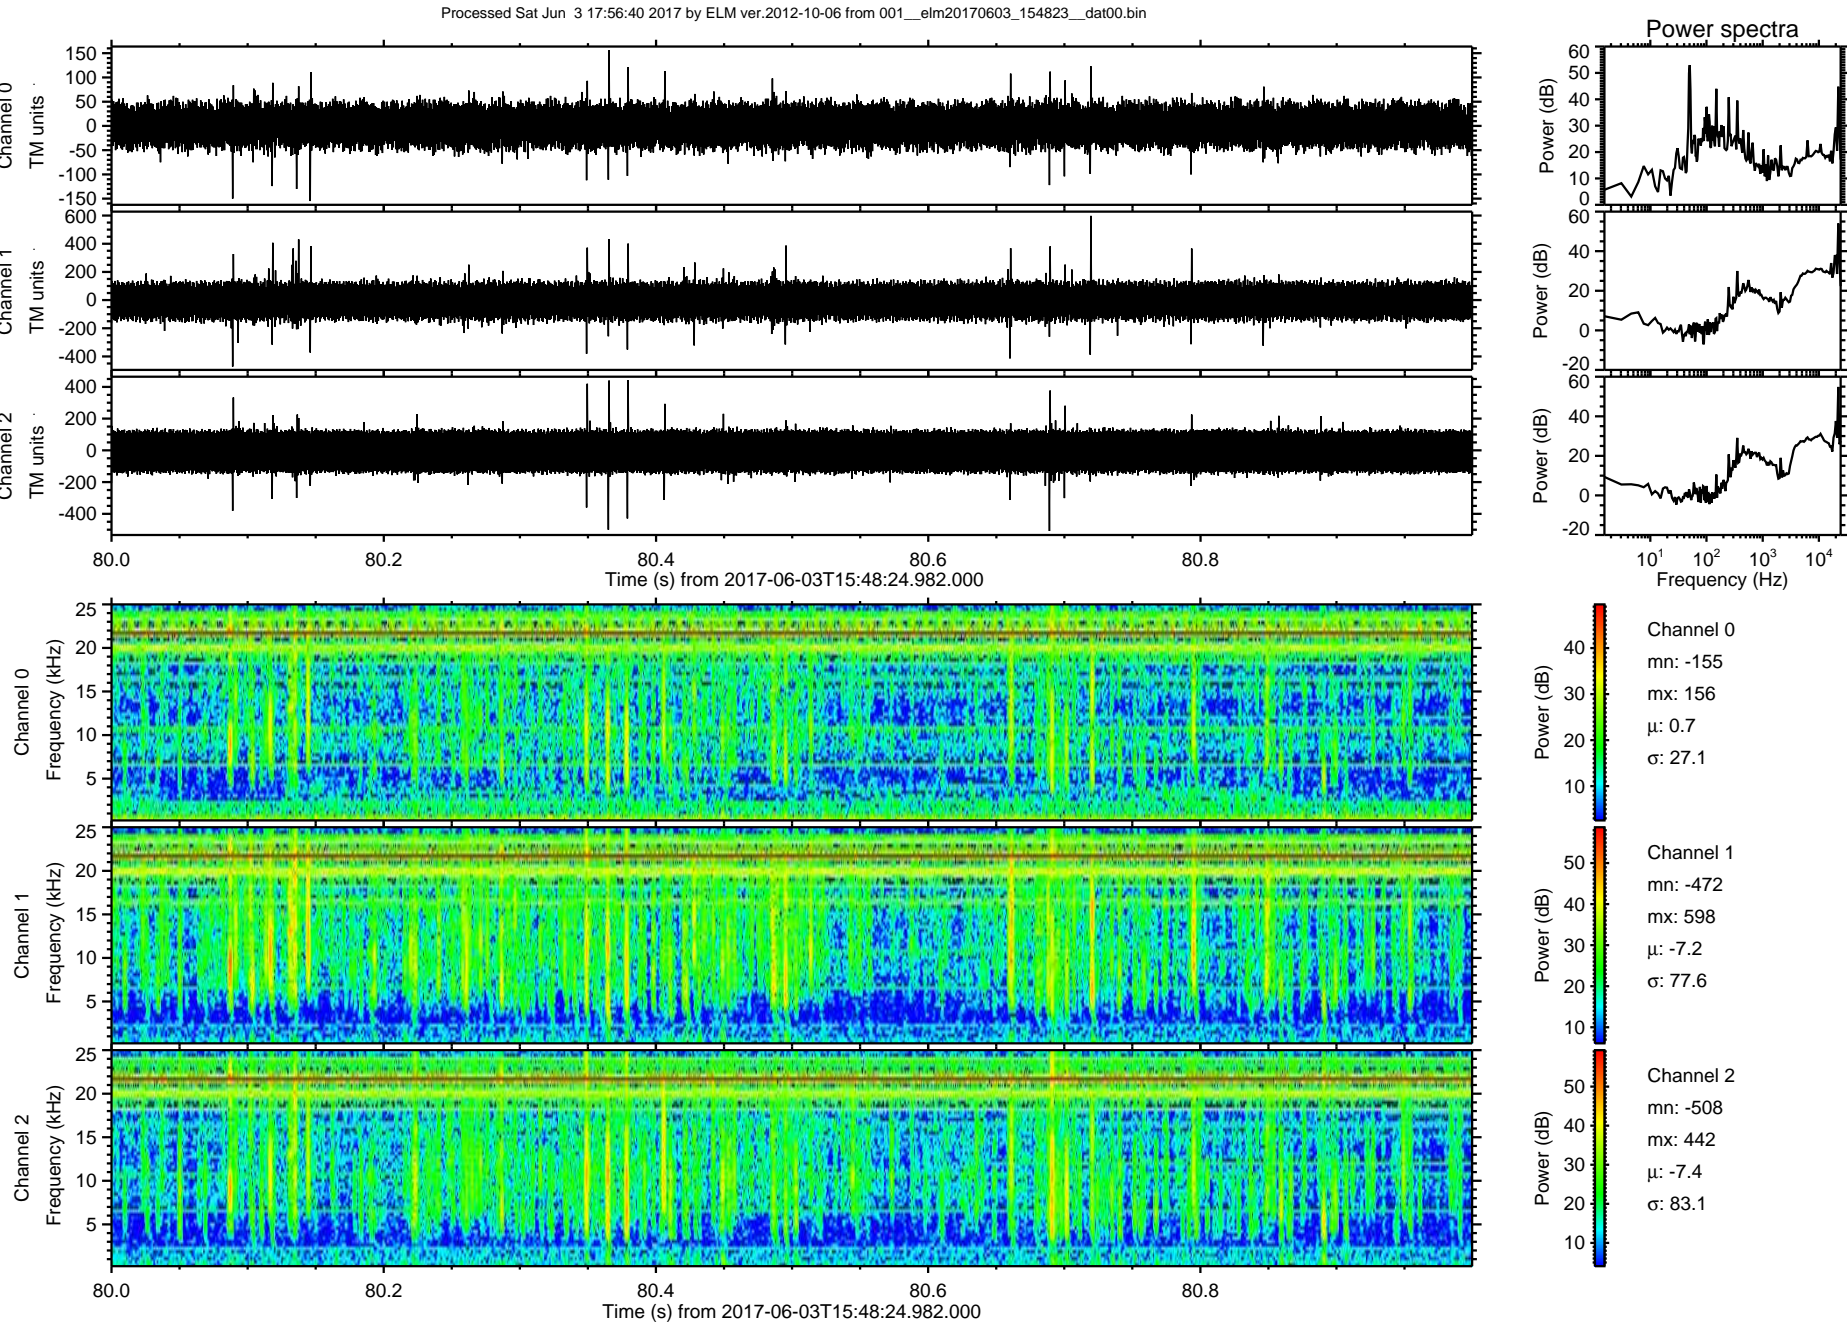 Processed Sat Jun  3 17:56:40 2017 by ELM ver.2012-10-06 from 001__elm20170603_154823__dat00.bin
Power spectra
Channel 0
TM units
150
100
50
0
-50
-100
-150
Power (dB)
60
50
40
30
20
10
0
Channel 1
TM units
600
400
200
0
-200
-400
Power (dB)
60
40
20
0
-20
Channel 2
TM units
400
200
0
-200
-400
Power (dB)
60
40
20
0
-20
80.0 80.2 80.4 80.6 80.8
Time (s) from 2017-06-03T15:48:24.982.000
10^1 10^2 10^3 10^4
Frequency (Hz)
Channel 0
Frequency (kHz)
25
20
15
10
5
Power (dB)
40
30
20
10
Channel 0
mn: -155
mx: 156
μ: 0.7
σ: 27.1
Channel 1
Frequency (kHz)
25
20
15
10
5
Power (dB)
50
40
30
20
10
Channel 1
mn: -472
mx: 598
μ: -7.2
σ: 77.6
Channel 2
Frequency (kHz)
25
20
15
10
5
Power (dB)
50
40
30
20
10
Channel 2
mn: -508
mx: 442
μ: -7.4
σ: 83.1
80.0 80.2 80.4 80.6 80.8
Time (s) from 2017-06-03T15:48:24.982.000